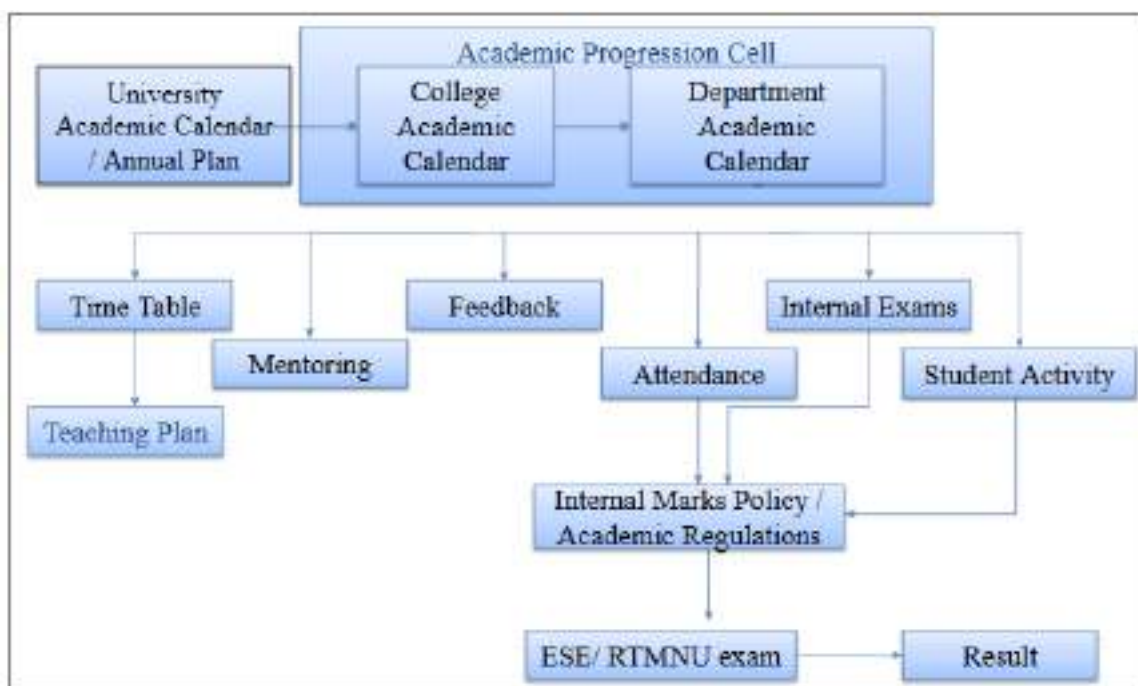 Academic Progression Cell
University
Academic Calendar
/ Annual Plan
College
Academic
Calendar
Department
Academic
Calendar
Time Table
Feedback
Internal Exams
Mentoring
Attendance
Student Activity
Teaching Plan
Internal Marks Policy /
Academic Regulations
ESE/ RTMNU exam
Result